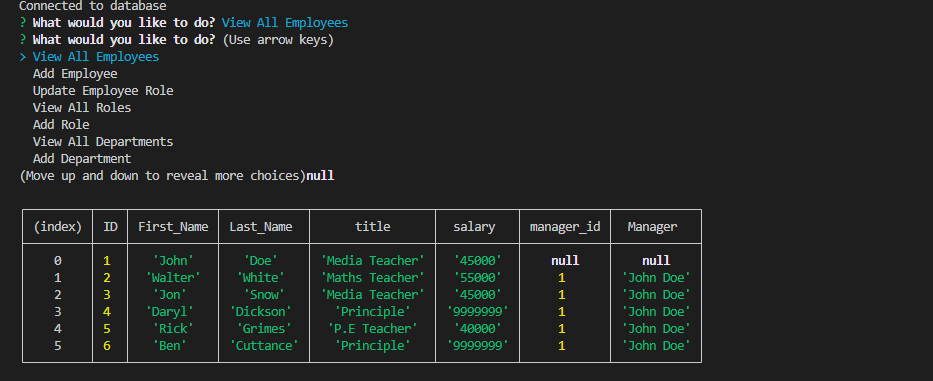 Connected to database
? What would you like to do? View All Employees
? What would you like to do? (Use arrow keys)
> View All Employees
Add Employee
Update Employee Role
View All Roles
Add Role
View All Departments
Add Department
(Move up and down to reveal more choices)null
(index) ID First_Name Last_Name title salary manager_id Manager
0 1 'John' 'Doe' 'Media Teacher' '45000' null null
1 2 'Walter' 'White' 'Maths Teacher' '55000' 1 'John Doe'
2 3 'Jon' 'Snow' 'Media Teacher' '45000' 1 'John Doe'
3 4 'Daryl' 'Dickson' 'Principle' '9999999' 1 'John Doe'
4 5 'Rick' 'Grimes' 'P.E Teacher' '40000' 1 'John Doe'
5 6 'Ben' 'Cuttance' 'Principle' '9999999' 1 'John Doe'